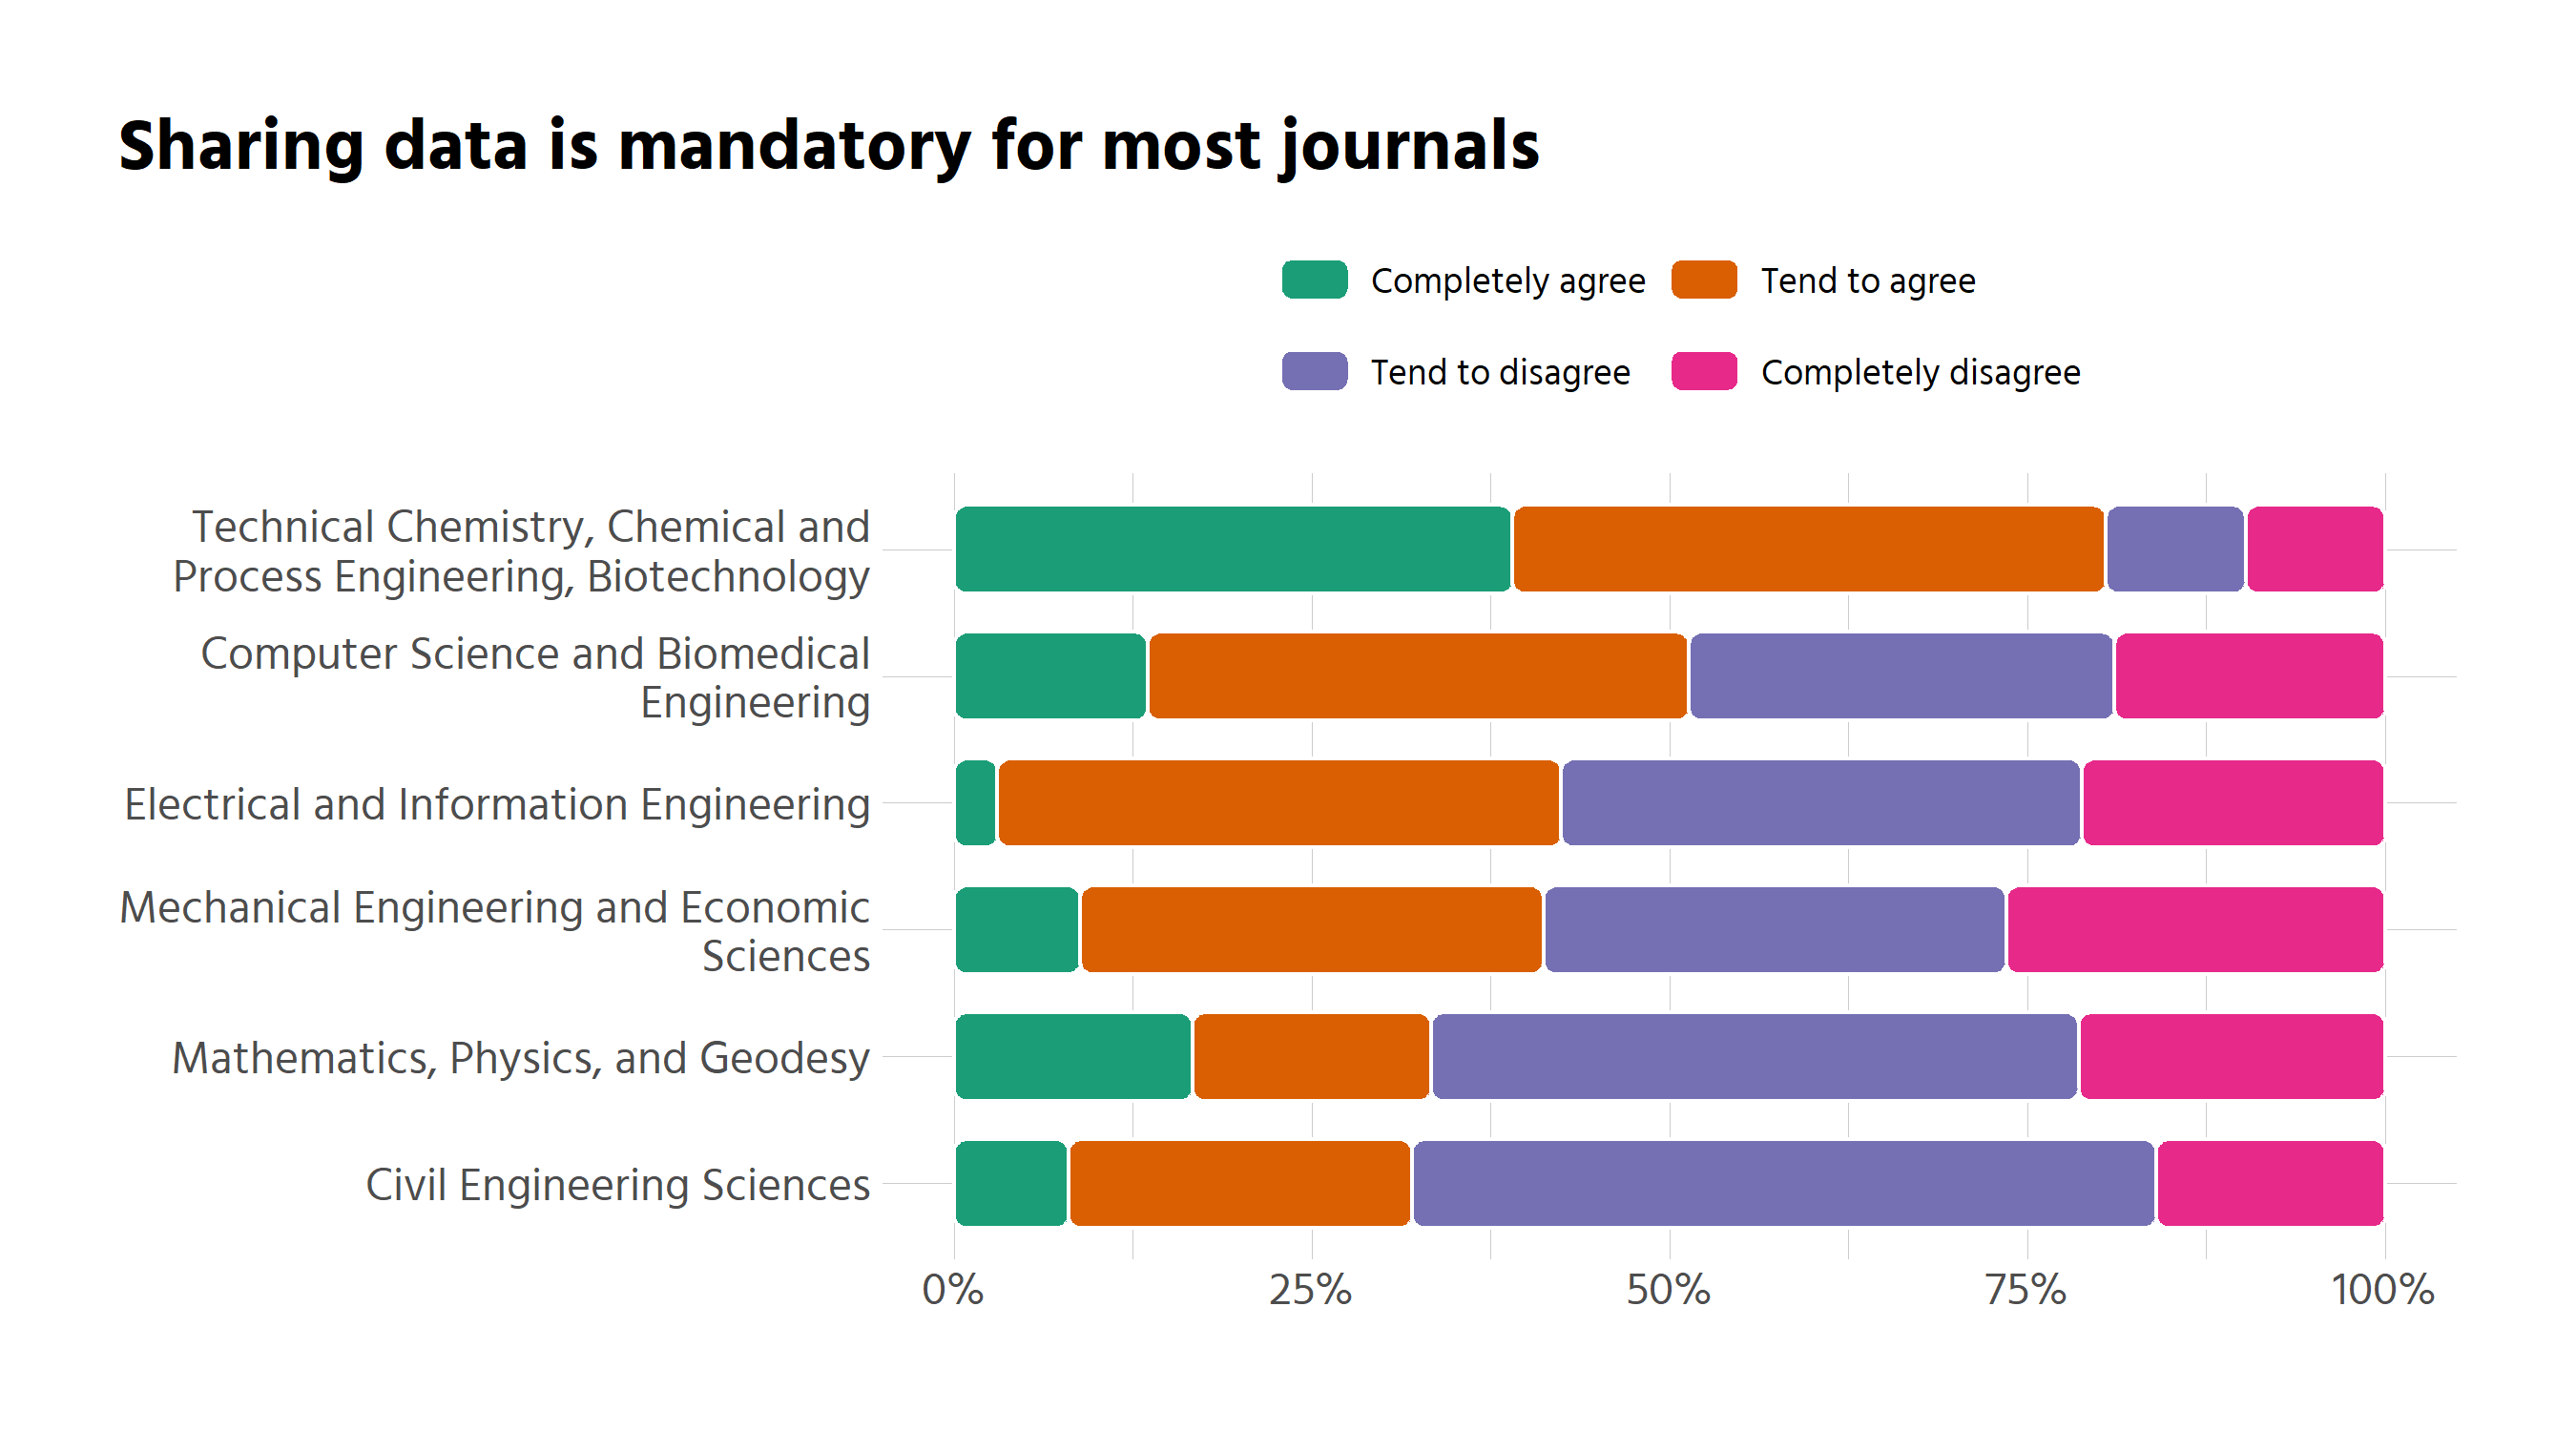 Sharing data is mandatory for most journals
Completely agree
Tend to agree
Tend to disagree
Completely disagree
Technical Chemistry, Chemical and
Process Engineering, Biotechnology
Computer Science and Biomedical
Engineering
Electrical and Information Engineering
Mechanical Engineering and Economic
Sciences
Mathematics, Physics, and Geodesy
Civil Engineering Sciences
0%
25%
50%
75%
100%